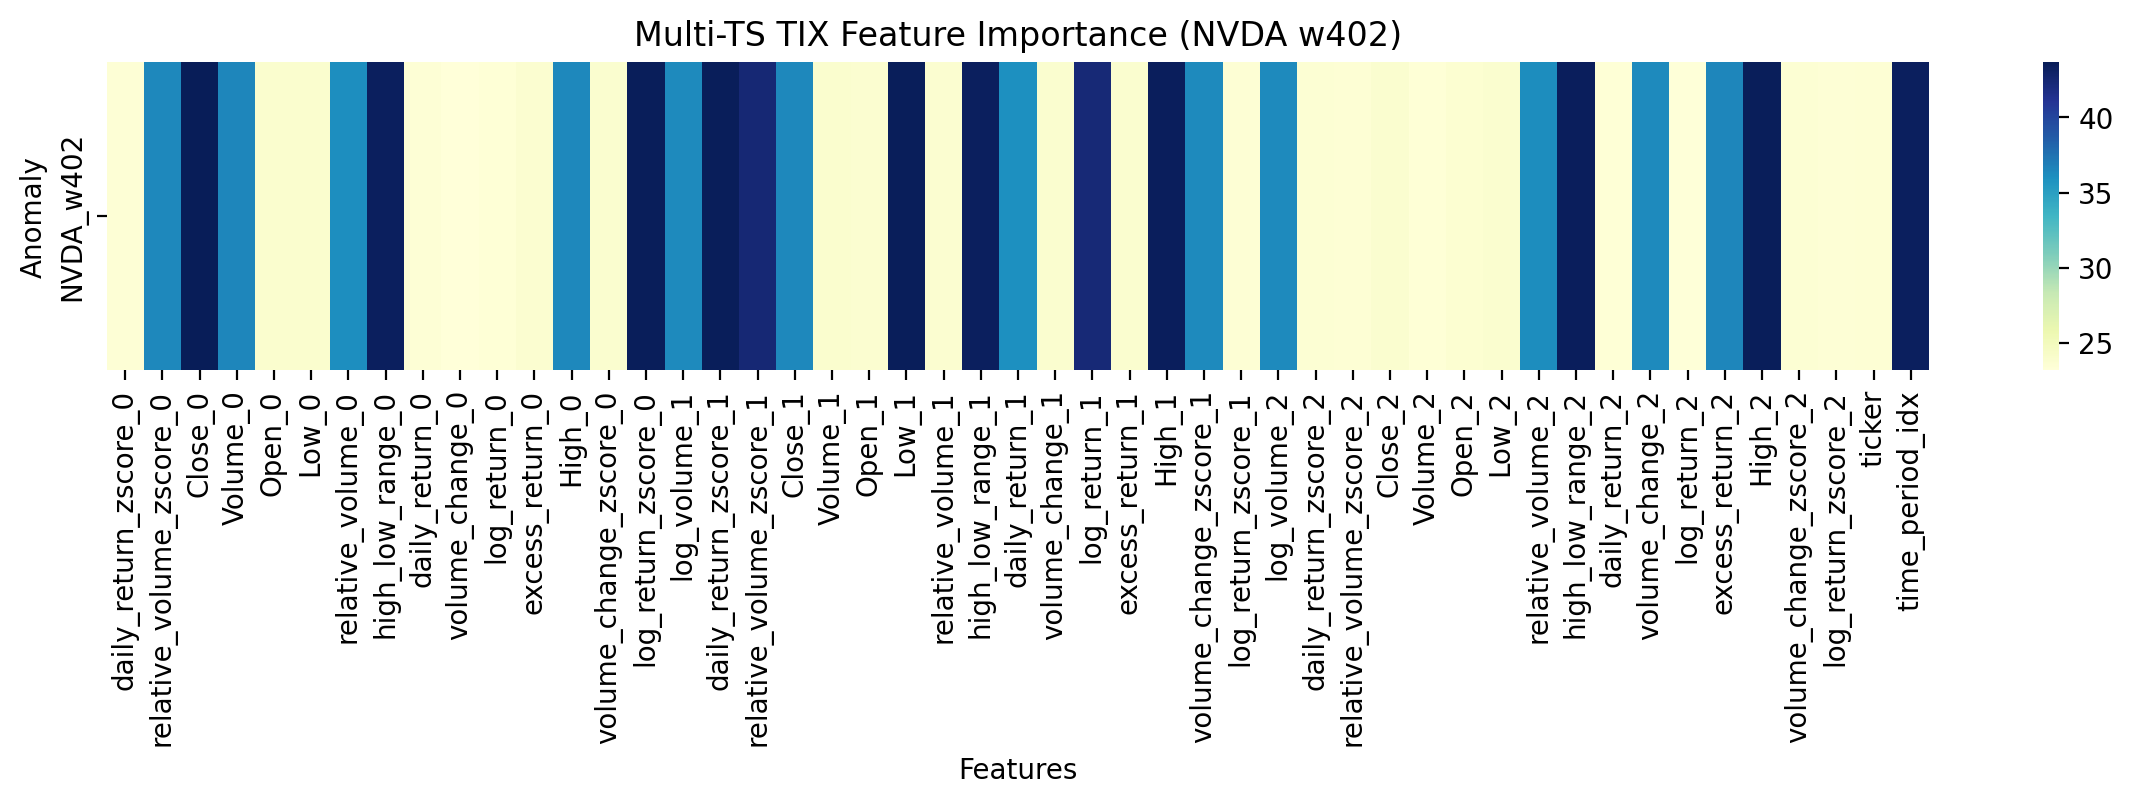 Multi-TS TIX Feature Importance (NVDA w402)
Anomaly
NVDA_w402
40
35
30
25
daily_return_zscore_0
relative_volume_zscore_0
Close_0
Volume_0
Open_0
Low_0
relative_volume_0
high_low_range_0
daily_return_0
volume_change_0
log_return_0
excess_return_0
High_0
volume_change_zscore_0
log_return_zscore_0
log_volume_1
daily_return_zscore_1
relative_volume_zscore_1
Close_1
Volume_1
Open_1
Low_1
relative_volume_1
high_low_range_1
daily_return_1
volume_change_1
log_return_1
excess_return_1
High_1
volume_change_zscore_1
log_return_zscore_1
log_volume_2
daily_return_zscore_2
relative_volume_zscore_2
Close_2
Volume_2
Open_2
Low_2
relative_volume_2
high_low_range_2
daily_return_2
volume_change_2
log_return_2
excess_return_2
High_2
volume_change_zscore_2
log_return_zscore_2
ticker
time_period_idx
Features